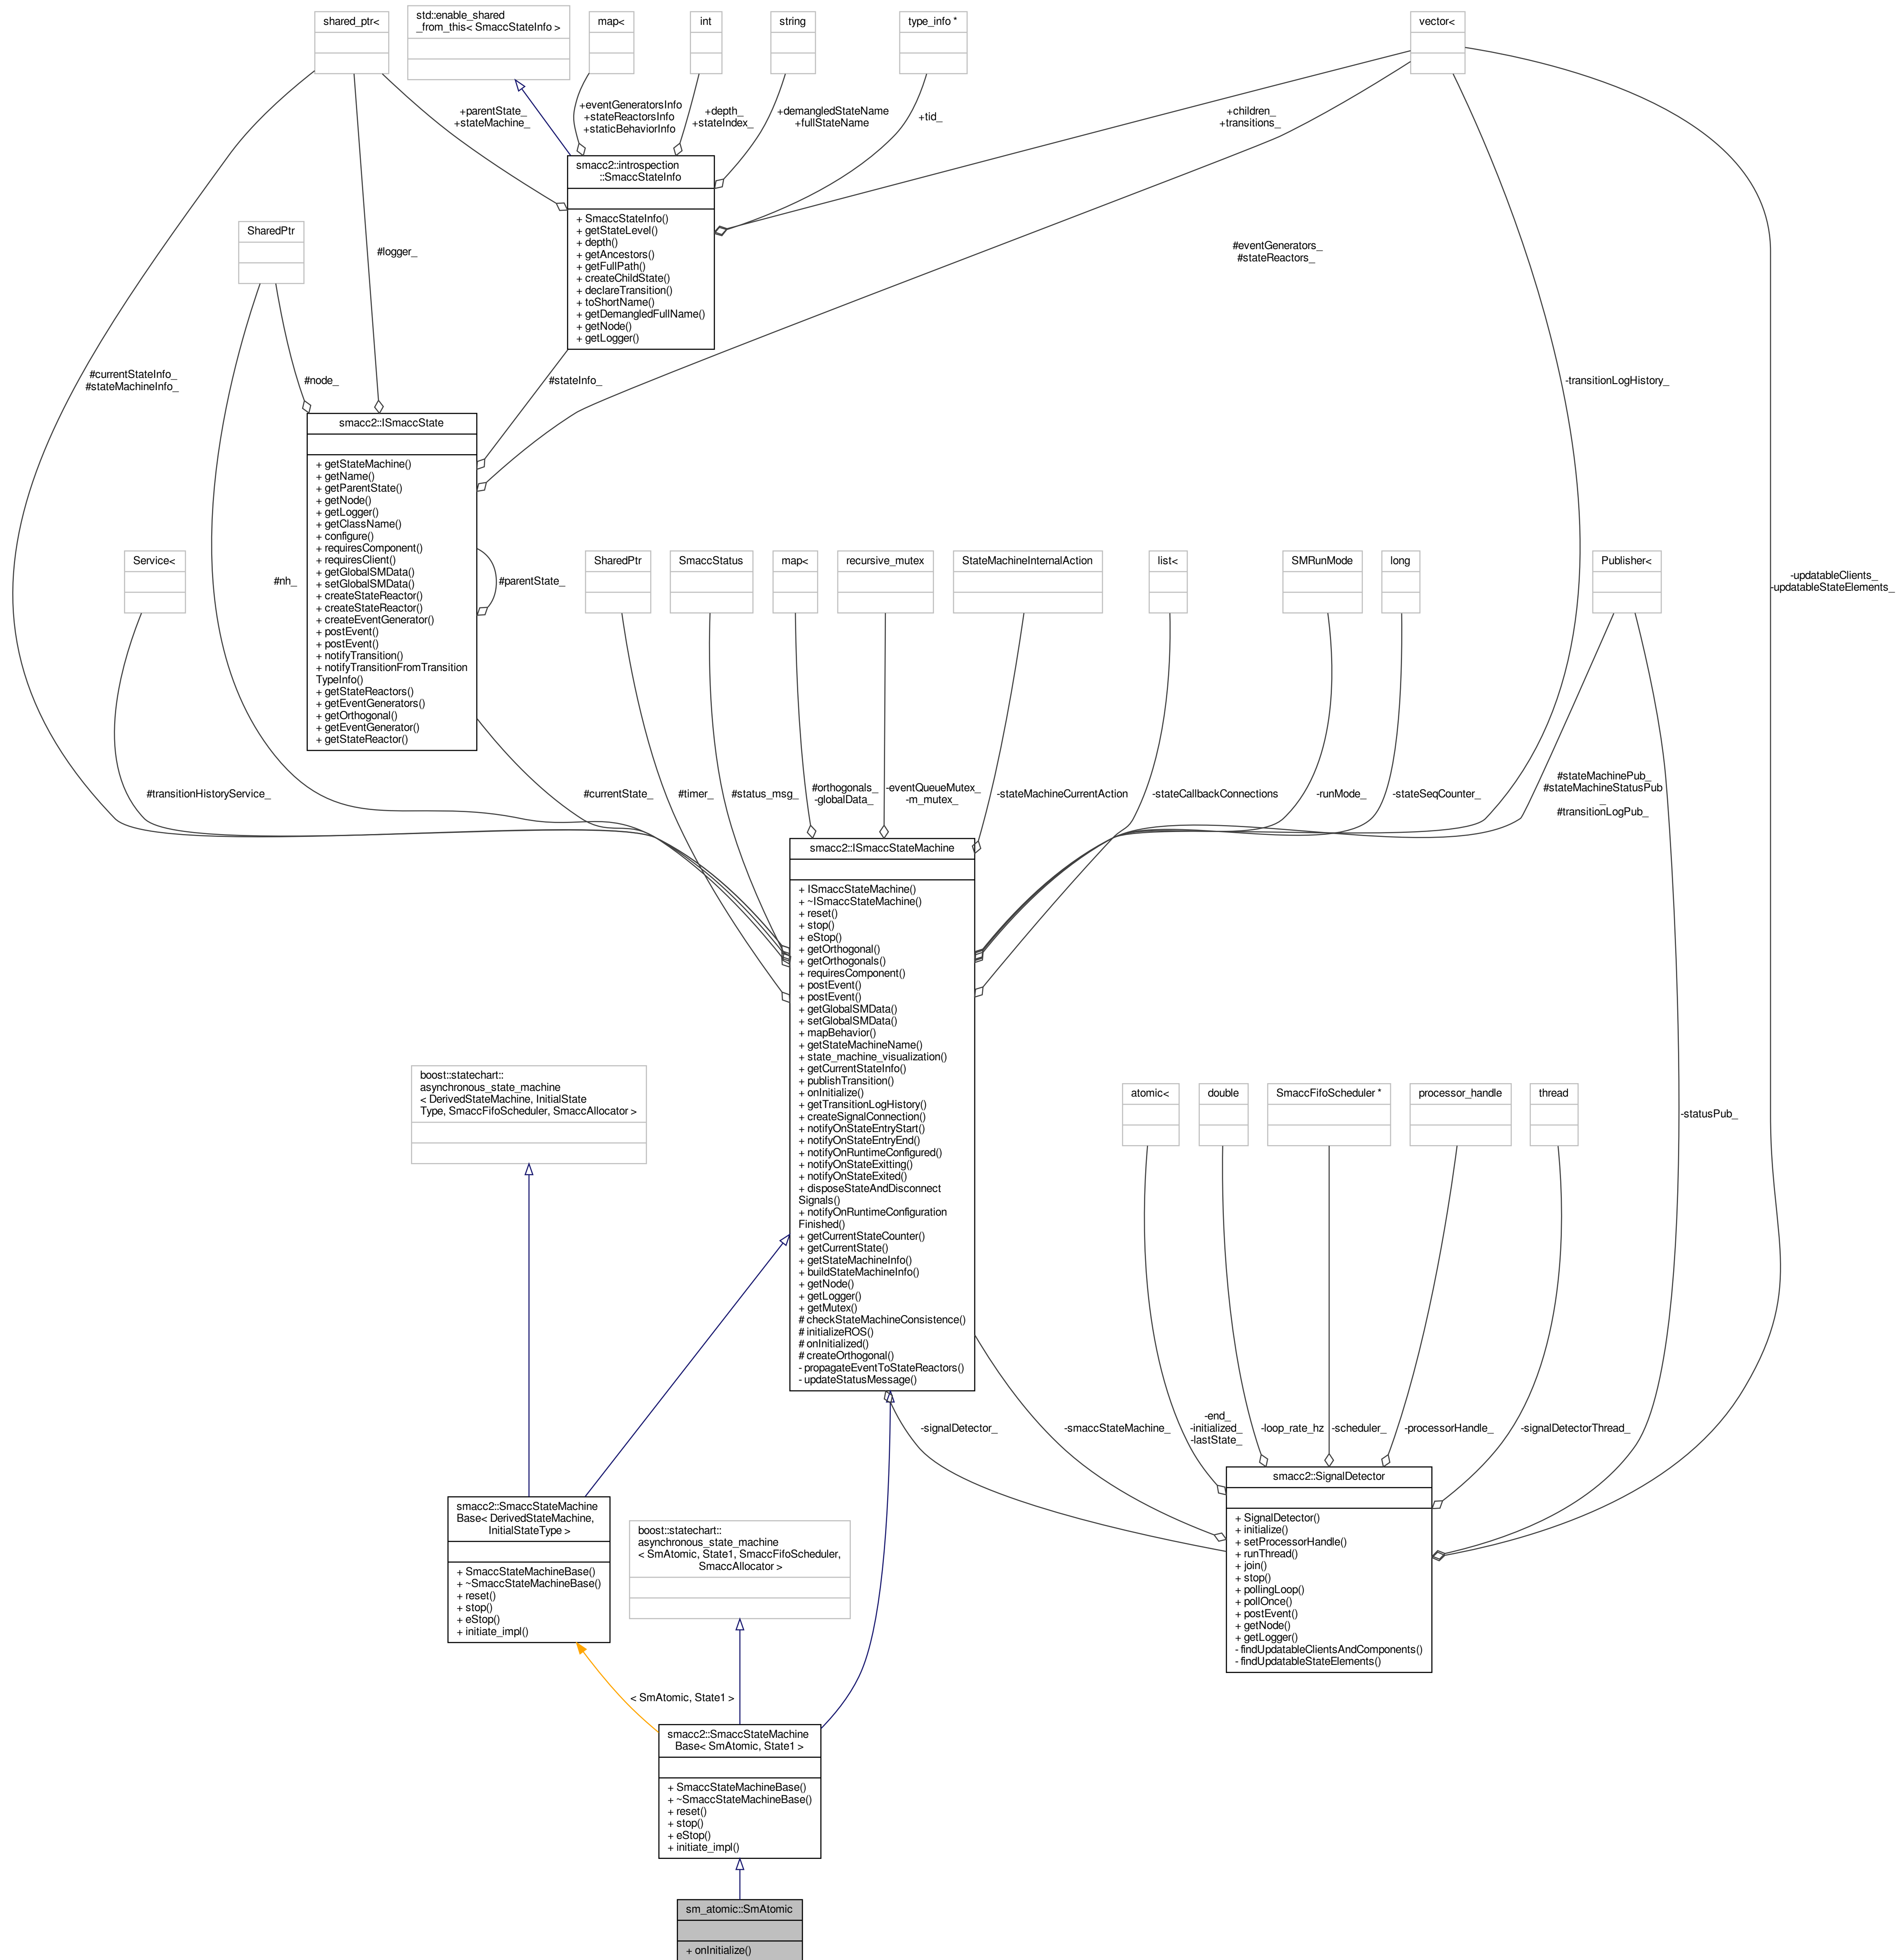 shared_ptr<
std::enable_shared
_from_this< SmaccStateInfo >
map<
int
string
type_info *
vector<
+parentState_
+stateMachine_
+eventGeneratorsInfo
+stateReactorsInfo
+staticBehaviorInfo
+depth_
+stateIndex_
+demangledStateName
+fullStateName
+tid_
+children_
+transitions_
smacc2::introspection
::SmaccStateInfo
+ SmaccStateInfo()
+ getStateLevel()
+ depth()
+ getAncestors()
+ getFullPath()
+ createChildState()
+ declareTransition()
+ toShortName()
+ getDemangledFullName()
+ getNode()
+ getLogger()
SharedPtr
#logger_
#eventGenerators_
#stateReactors_
#currentStateInfo_
#stateMachineInfo_
#node_
#stateInfo_
-transitionLogHistory_
smacc2::ISmaccState
+ getStateMachine()
+ getName()
+ getParentState()
+ getNode()
+ getLogger()
+ getClassName()
+ configure()
+ requiresComponent()
+ requiresClient()
+ getGlobalSMData()
+ setGlobalSMData()
+ createStateReactor()
+ createStateReactor()
+ createEventGenerator()
+ postEvent()
+ postEvent()
+ notifyTransition()
+ notifyTransitionFromTransition
TypeInfo()
+ getStateReactors()
+ getEventGenerators()
+ getOrthogonal()
+ getEventGenerator()
+ getStateReactor()
#parentState_
Service<
#nh_
SharedPtr
SmaccStatus
map<
recursive_mutex
StateMachineInternalAction
list<
SMRunMode
long
Publisher<
-updatableClients_
-updatableStateElements_
#transitionHistoryService_
#currentState_
#timer_
#status_msg_
#orthogonals_
-globalData_
-eventQueueMutex_
-m_mutex_
-stateMachineCurrentAction
-stateCallbackConnections
-runMode_
-stateSeqCounter_
#stateMachinePub_
#stateMachineStatusPub
_
#transitionLogPub_
smacc2::ISmaccStateMachine
+ ISmaccStateMachine()
+ ~ISmaccStateMachine()
+ reset()
+ stop()
+ eStop()
+ getOrthogonal()
+ getOrthogonals()
+ requiresComponent()
+ postEvent()
+ postEvent()
+ getGlobalSMData()
+ setGlobalSMData()
+ mapBehavior()
+ getStateMachineName()
+ state_machine_visualization()
+ getCurrentStateInfo()
+ publishTransition()
+ onInitialize()
+ getTransitionLogHistory()
+ createSignalConnection()
+ notifyOnStateEntryStart()
+ notifyOnStateEntryEnd()
+ notifyOnRuntimeConfigured()
+ notifyOnStateExitting()
+ notifyOnStateExited()
+ disposeStateAndDisconnect
Signals()
+ notifyOnRuntimeConfiguration
Finished()
+ getCurrentStateCounter()
+ getCurrentState()
+ getStateMachineInfo()
+ buildStateMachineInfo()
+ getNode()
+ getLogger()
+ getMutex()
# checkStateMachineConsistence()
# initializeROS()
# onInitialized()
# createOrthogonal()
- propagateEventToStateReactors()
- updateStatusMessage()
boost::statechart::
asynchronous_state_machine
< DerivedStateMachine, InitialState
Type, SmaccFifoScheduler, SmaccAllocator >
atomic<
double
SmaccFifoScheduler *
processor_handle
thread
-statusPub_
-signalDetector_
-smaccStateMachine_
-end_
-initialized_
-lastState_
-loop_rate_hz
-scheduler_
-processorHandle_
-signalDetectorThread_
smacc2::SignalDetector
+ SignalDetector()
+ initialize()
+ setProcessorHandle()
+ runThread()
+ join()
+ stop()
+ pollingLoop()
+ pollOnce()
+ postEvent()
+ getNode()
+ getLogger()
- findUpdatableClientsAndComponents()
- findUpdatableStateElements()
smacc2::SmaccStateMachine
Base< DerivedStateMachine,
InitialStateType >
+ SmaccStateMachineBase()
+ ~SmaccStateMachineBase()
+ reset()
+ stop()
+ eStop()
+ initiate_impl()
boost::statechart::
asynchronous_state_machine
< SmAtomic, State1, SmaccFifoScheduler,
SmaccAllocator >
< SmAtomic, State1 >
smacc2::SmaccStateMachine
Base< SmAtomic, State1 >
+ SmaccStateMachineBase()
+ ~SmaccStateMachineBase()
+ reset()
+ stop()
+ eStop()
+ initiate_impl()
sm_atomic::SmAtomic
+ onInitialize()